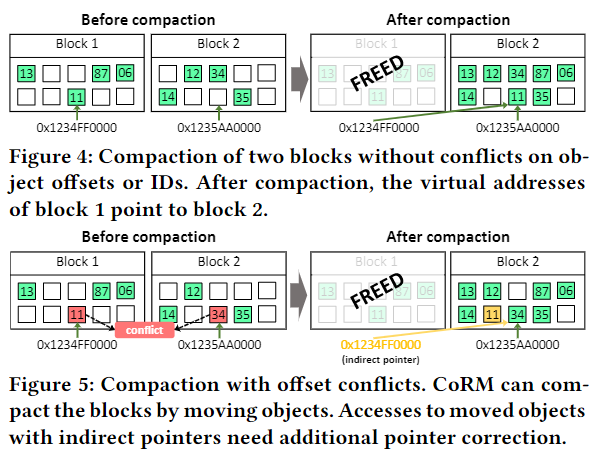 Before compaction
After compaction
Block 1
Block 2
Block 1
Block 2
13 87 06
12 34
13 87 06
13 12 34 87 06
11
14 35
11
14 11 35
FREED
0x1234FF0000
0x1235AA0000
0x1234FF0000
0x1235AA0000
Figure 4: Compaction of two blocks without conflicts on ob-
ject offsets or IDs. After compaction, the virtual addresses
of block 1 point to block 2.
Before compaction
After compaction
Block 1
Block 2
Block 1
Block 2
13 87 06
12
13 87 06
13 12 87 06
11
14 34 35
11
14 11 34 35
FREED
conflict
0x1234FF0000
0x1235AA0000
0x1234FF0000
(indirect pointer)
0x1235AA0000
Figure 5: Compaction with offset conflicts. CoRM can com-
pact the blocks by moving objects. Accesses to moved objects
with indirect pointers need additional pointer correction.